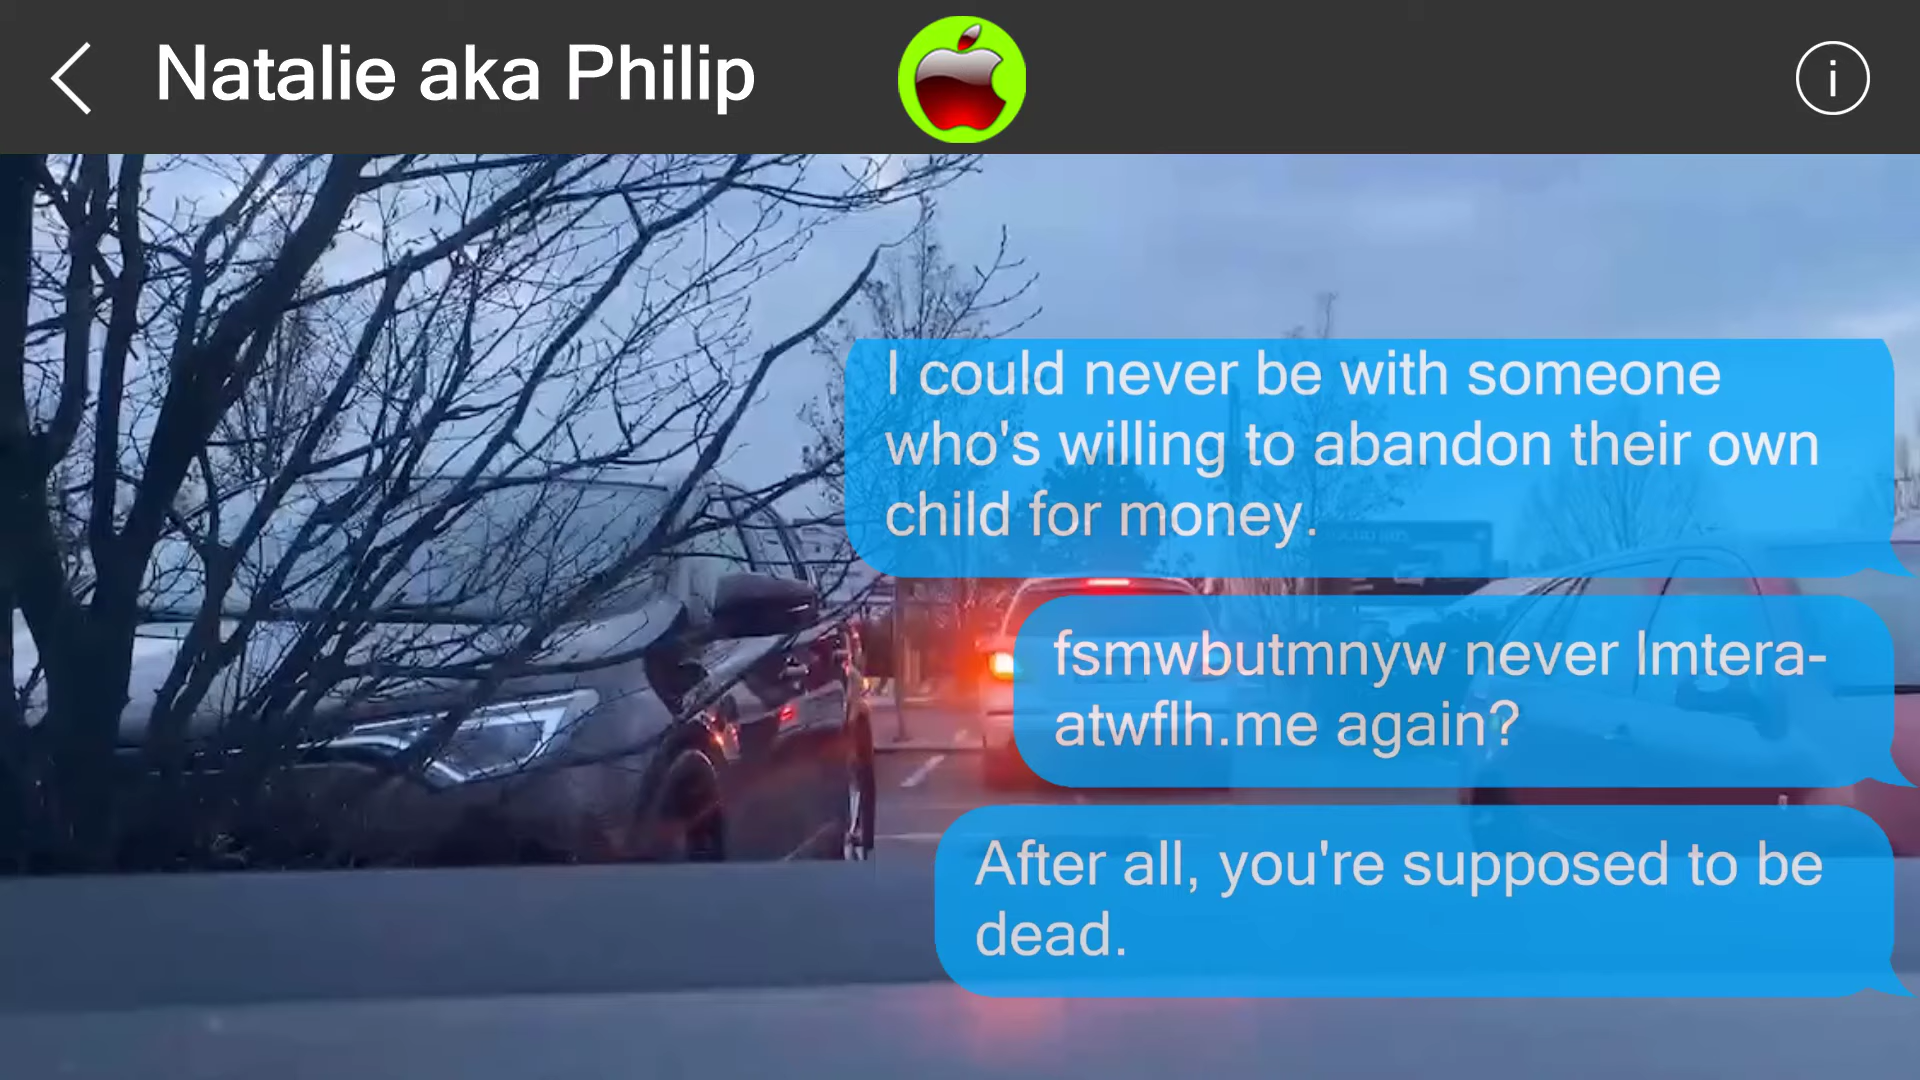 Natalie aka Philip
I could never be with someone
who's willing to abandon their own
child for money.
fsmwbutmnyw never lmtera-
atwflh.me again?
After all, you're supposed to be
dead.